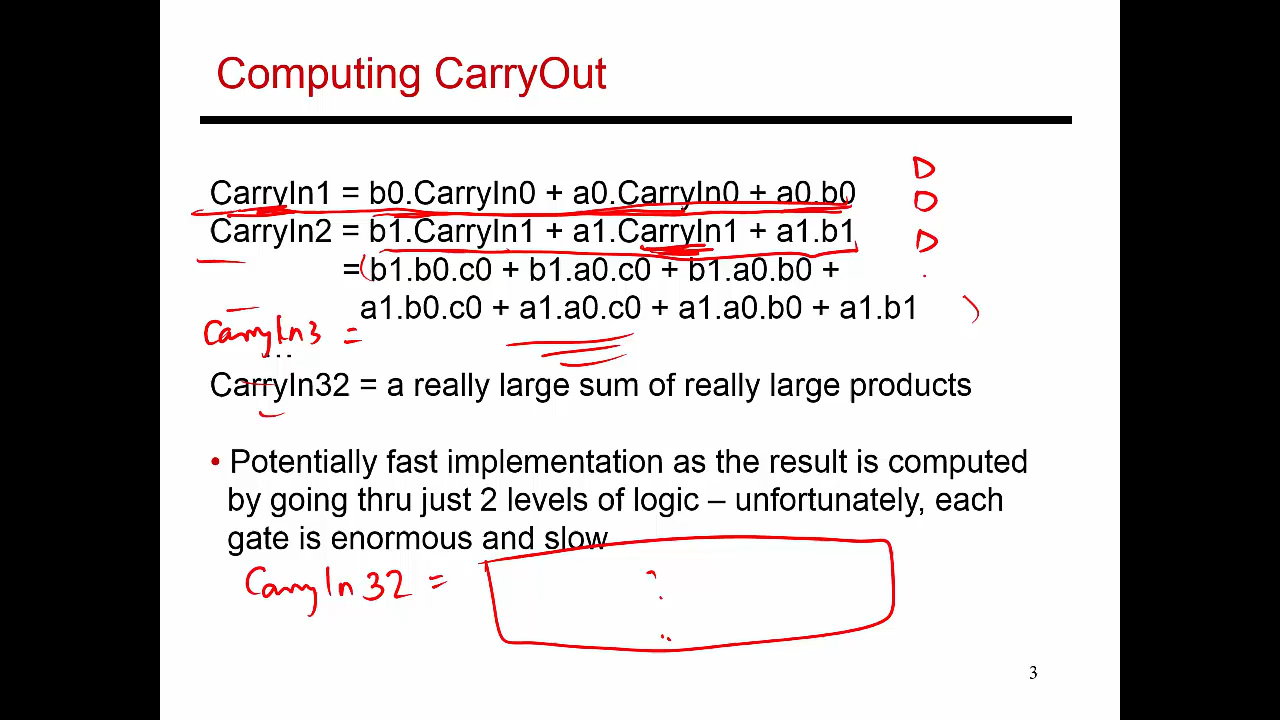 Computing CarryOut
CarryIn1 = b0.CarryIn0 + a0.CarryIn0 + a0.b0
CarryIn2 = b1.CarryIn1 + a1.CarryIn1 + a1.b1
= (b1.b0.c0 + b1.a0.c0 + b1.a0.b0 +
a1.b0.c0 + a1.a0.c0 + a1.a0.b0 + a1.b1 )
CarryIn3 =
…
CarryIn32 = a really large sum of really large products
• Potentially fast implementation as the result is computed
by going thru just 2 levels of logic – unfortunately, each
gate is enormous and slow
CarryIn 32 =
3